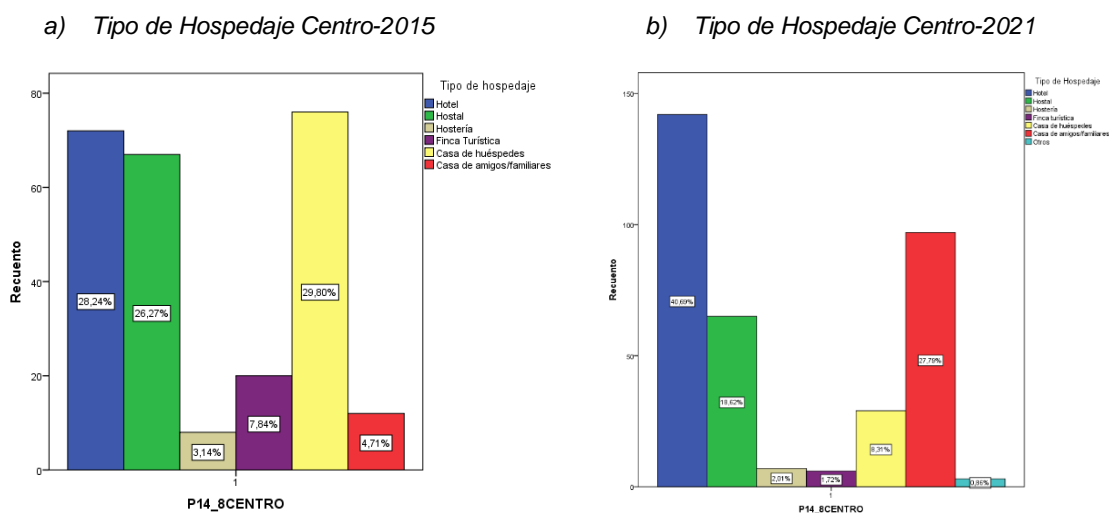 a) Tipo de Hospedaje Centro-2015
80
60
40
20
0
Recuento
28,24%
26,27%
3,14%
7,84%
29,80%
4,71%
1
P14_8CENTRO
Tipo de hospedaje
Hotel
Hostal
Hostería
Finca Turística
Casa de huéspedes
Casa de amigos/familiares
b) Tipo de Hospedaje Centro-2021
150
100
50
0
Recuento
40,69%
18,62%
2,01%
1,72%
8,31%
27,79%
0,86%
1
P14_8CENTRO
Tipo de Hospedaje
Hotel
Hostal
Hostería
Finca turística
Casa de huéspedes
Casa de amigos/familiares
Otros